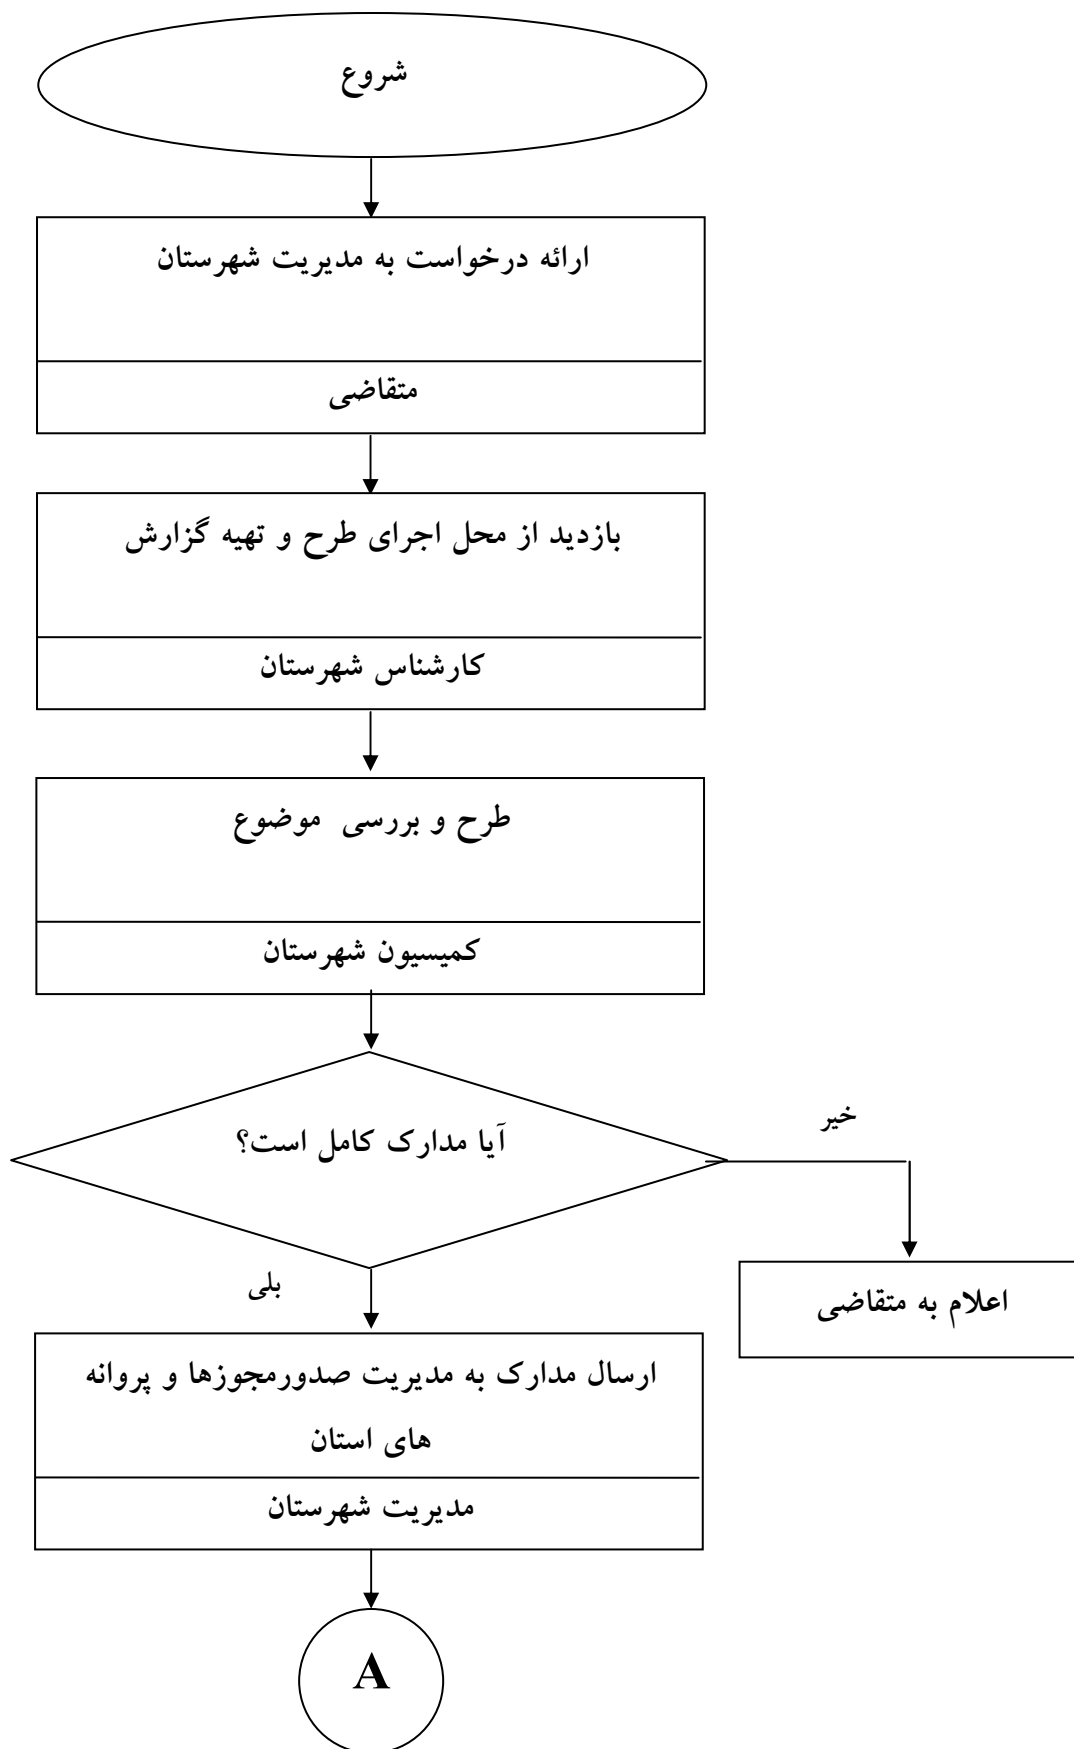 شروع
ارائه درخواست به مدیریت شهرستان
متقاضی
بازدید از محل اجرای طرح و تهیه گزارش
کارشناس شهرستان
طرح و بررسی موضوع
کمیسیون شهرستان
آیا مدارک کامل است؟
خیر
بلی
اعلام به متقاضی
ارسال مدارک به مدیریت صدورمجوزها و پروانه
های استان
مدیریت شهرستان
A